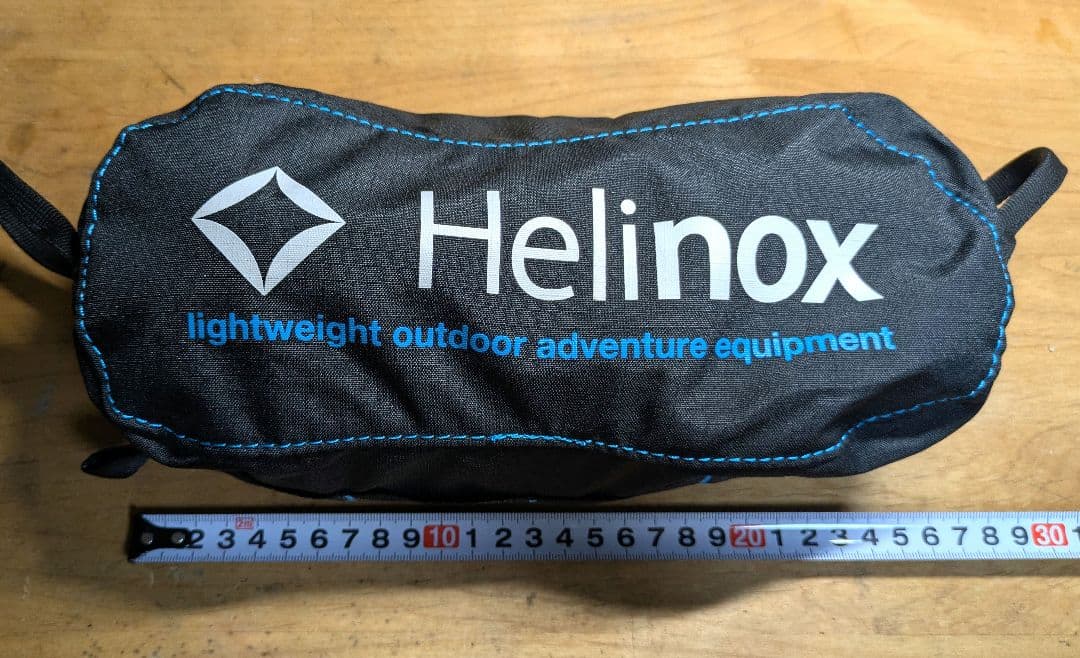 Helinox
lightweight outdoor adventure equipment
2m
2 3 4 5 6 7 8 9 10 1 2 3 4 5 6 7 8 9 20 1 2 3 4 5 6 7 8 9 30 1